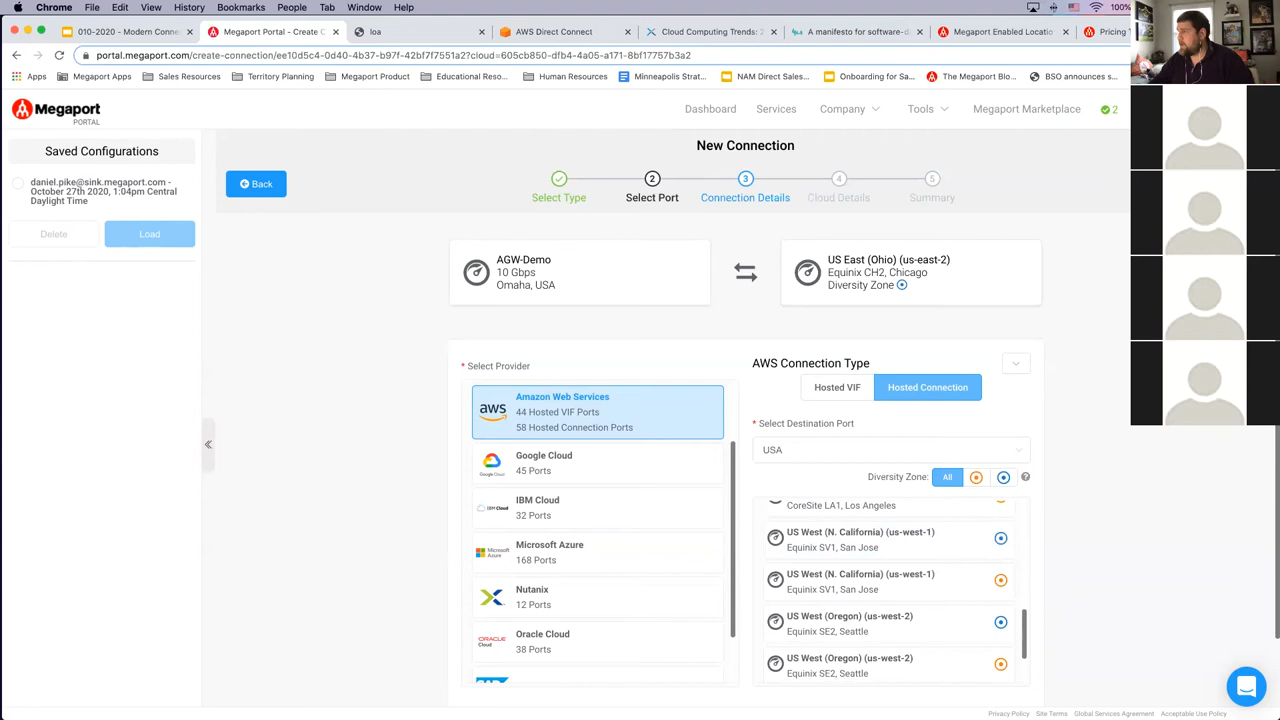 File Edit View History Bookmarks People Tab Window Help
100%
010-2020 - Modern Conne
Megaport Portal - Create C
loa
Cloud Computing: Trends:
A manifesto for software-d
Megaport Enabled Locatio
Pricing T
portal.megaport.com/create-connection/ee10d5c4-0d40-4b37-b97f-42bf7f7551a2?cloud=605cb850-dfb4-4a05-a171-8bf17757b3a2
Apps
Megaport Apps
Sales Resources
Territory Planning
Megaport Product
Educational Reso...
Human Resources
Minneapolis Strat...
NAM Direct Sales...
Onboarding for Sa...
The Megaport Blo...
BSO announces s...
Megaport
PORTAL
Dashboard
Services
Company
Tools
Megaport Marketplace
2
Saved Configurations
daniel.pike@sink.megaport.com -
October 27th 2020, 1:04pm Central
Daylight Time
Delete
Load
New Connection
Back
2
3
4
5
Select Type
Select Port
Connection Details
Cloud Details
Summary
AGW-Demo
10 Gbps
Omaha, USA
US East (Ohio) (us-east-2)
Equinix CH2, Chicago
Diversity Zone
* Select Provider
aws
Amazon Web Services
44 Hosted VIF Ports
58 Hosted Connection Ports
Google Cloud
Google Cloud
45 Ports
IBM Cloud
IBM Cloud
32 Ports
Microsoft
Azure
Microsoft Azure
168 Ports
Nutanix
12 Ports
ORACLE
Cloud
Oracle Cloud
38 Ports
SAP
AWS Connection Type
Hosted VIF
Hosted Connection
* Select Destination Port
USA
Diversity Zone:
All
?
CoreSite LA1, Los Angeles
US West (N. California) (us-west-1)
Equinix SV1, San Jose
US West (N. California) (us-west-1)
Equinix SV1, San Jose
US West (Oregon) (us-west-2)
Equinix SE2, Seattle
US West (Oregon) (us-west-2)
Equinix SE2, Seattle
Privacy Policy
Site Terms
Global Services Agreement
Acceptable Use Policy